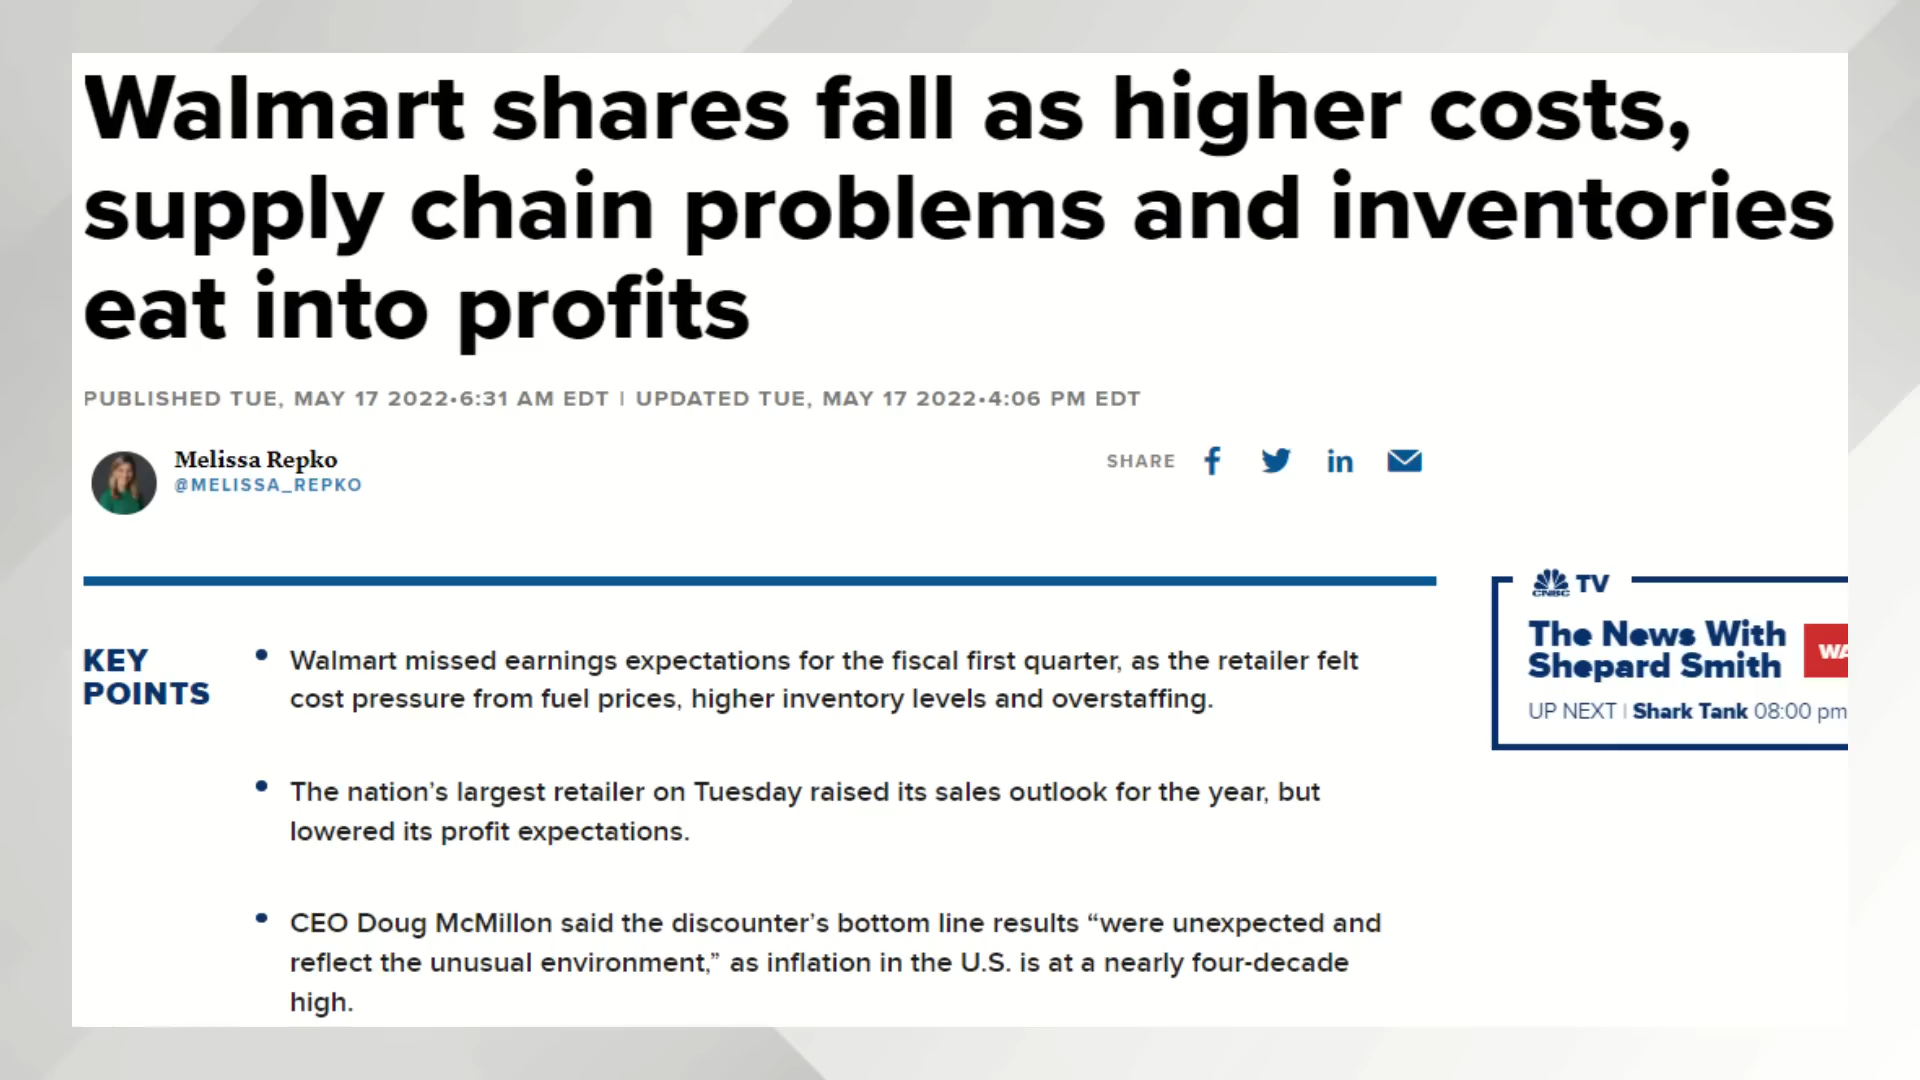 Walmart shares fall as higher costs,
supply chain problems and inventories
eat into profits
PUBLISHED TUE, MAY 17 2022•6:31 AM EDT | UPDATED TUE, MAY 17 2022•4:06 PM EDT
Melissa Repko
@MELISSA_REPKO
SHARE
KEY
POINTS
• Walmart missed earnings expectations for the fiscal first quarter, as the retailer felt
cost pressure from fuel prices, higher inventory levels and overstaffing.
• The nation’s largest retailer on Tuesday raised its sales outlook for the year, but
lowered its profit expectations.
• CEO Doug McMillon said the discounter’s bottom line results “were unexpected and
reflect the unusual environment,” as inflation in the U.S. is at a nearly four-decade
high.
CNBC TV
The News With
Shepard Smith
WA
UP NEXT | Shark Tank 08:00 pm